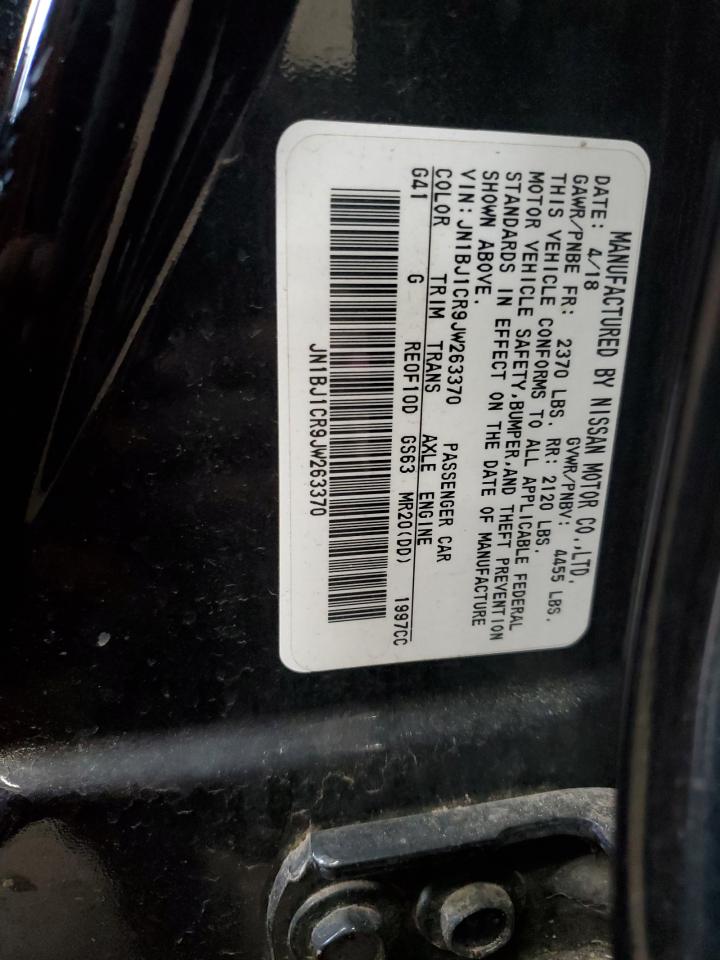 MANUFACTURED BY NISSAN MOTOR CO.,LTD.
DATE: 4/18 GVWR/PNBV: 4455 LBS.
GAWR/PNBE FR: 2370 LBS. RR: 2120 LBS.
THIS VEHICLE CONFORMS TO ALL APPLICABLE FEDERAL
MOTOR VEHICLE SAFETY,BUMPER,AND THEFT PREVENTION
STANDARDS IN EFFECT ON THE DATE OF MANUFACTURE
SHOWN ABOVE.
VIN: JN1BJ1CR9JW263370 PASSENGER CAR
COLOR TRIM TRANS AXLE ENGINE
G41 G RE0F10D GS63 MR20(DD) 1997CC
JN1BJ1CR9JW263370